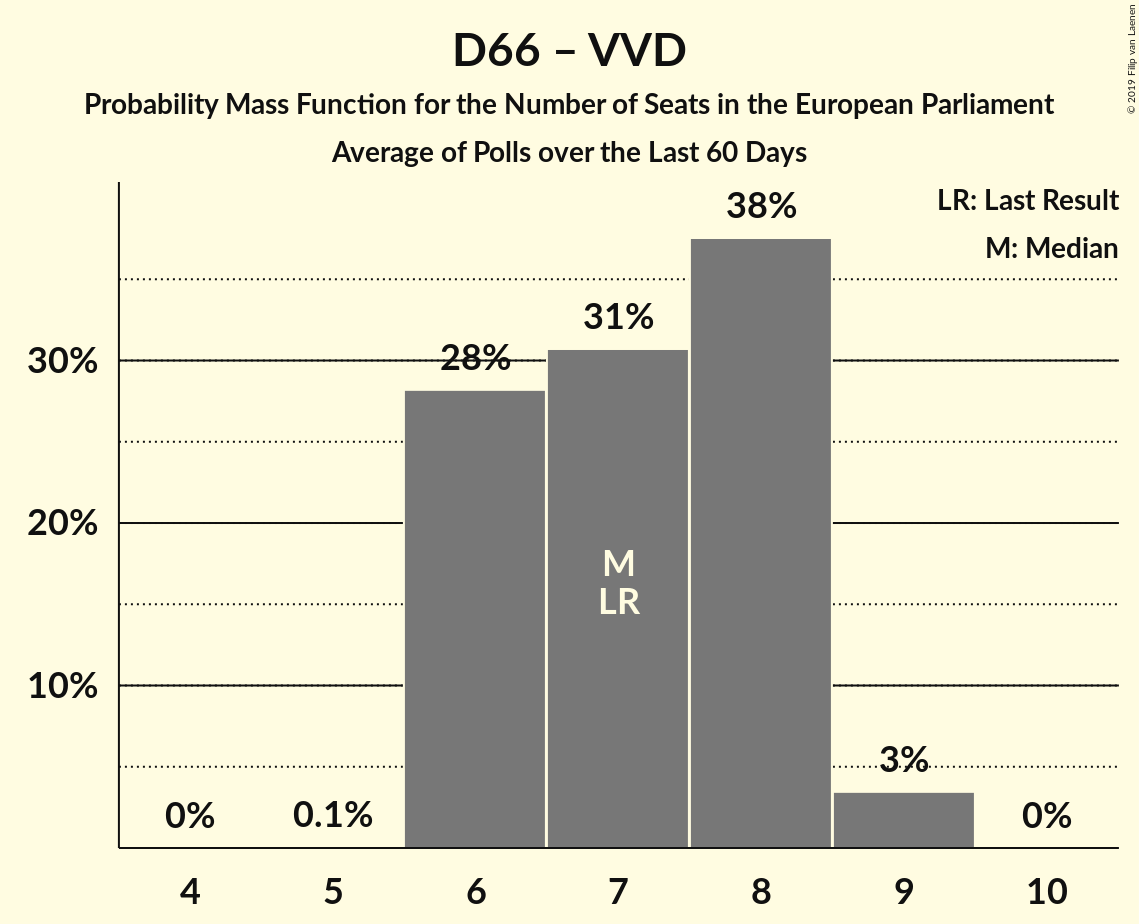 D66 – VVD
Probability Mass Function for the Number of Seats in the European Parliament
Average of Polls over the Last 60 Days
© 2019 Filip van Laenen
LR: Last Result
M: Median
38%
31%
28%
30%
20%
10%
M
LR
3%
0%
0.1%
0%
4 5 6 7 8 9 10